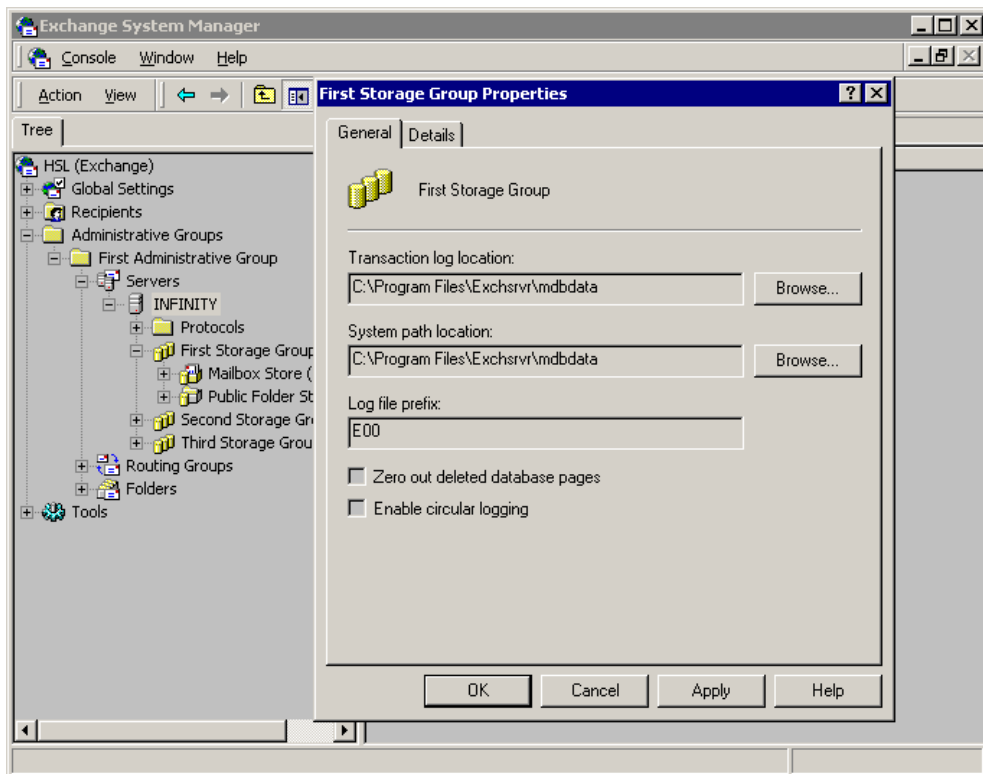 Exchange System Manager
Console Window Help
Action View
Tree
HSL (Exchange)
Global Settings
Recipients
Administrative Groups
First Administrative Group
Servers
INFINITY
Protocols
First Storage Group
Mailbox Store (
Public Folder St
Second Storage Gr
Third Storage Grou
Routing Groups
Folders
Tools
First Storage Group Properties
General Details
First Storage Group
Transaction log location:
C:\Program Files\Exchsrvr\mdbdata Browse...
System path location:
C:\Program Files\Exchsrvr\mdbdata Browse...
Log file prefix:
E00
Zero out deleted database pages
Enable circular logging
OK Cancel Apply Help